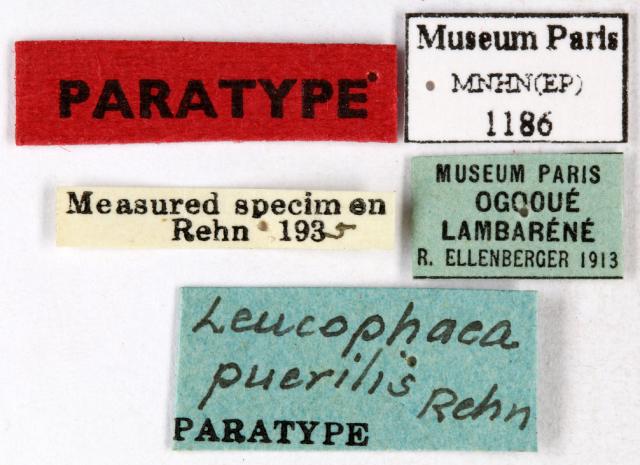 PARATYPE
Museum Paris
MNHN(EP)
1186
Measured specimen
Rehn 1935
MUSEUM PARIS
OGOOUÉ
LAMBARÉNÉ
R. ELLENBERGER 1913
Leucophaea
puerilis
Rehn
PARATYPE